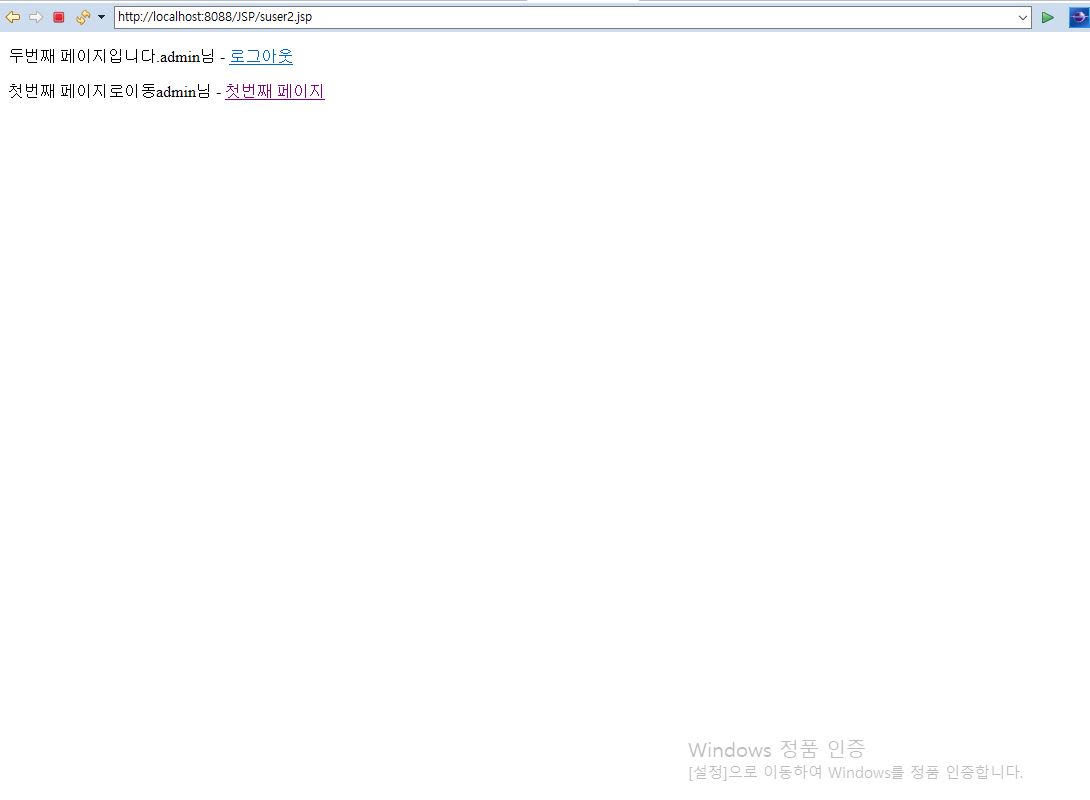 http://localhost:8088/JSP/suser2.jsp
두번째 페이지입니다.admin님 - 로그아웃
첫번째 페이지로이동admin님 - 첫번째 페이지
Windows 정품 인증
[설정]으로 이동하여 Windows를 정품 인증합니다.